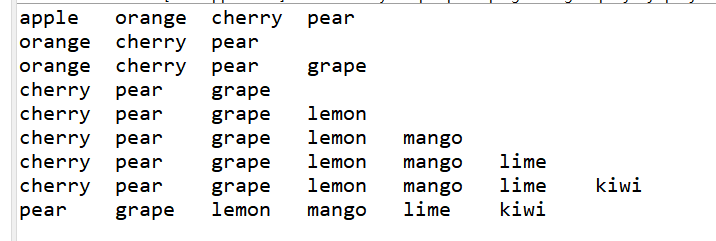 apple orange cherry pear
orange cherry pear
orange cherry pear grape
cherry pear grape
cherry pear grape lemon
cherry pear grape lemon mango
cherry pear grape lemon mango lime
cherry pear grape lemon mango lime kiwi
pear grape lemon mango lime kiwi